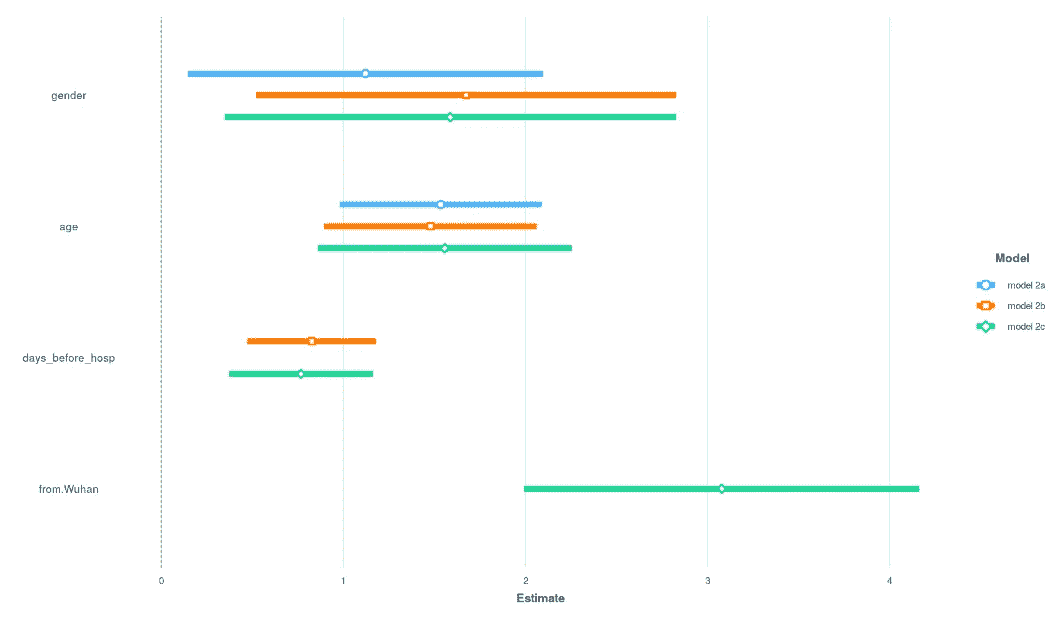 gender
age
days_before_hosp
from.Wuhan
Model
model 2a
model 2b
model 2c
0 1 2 3 4
Estimate